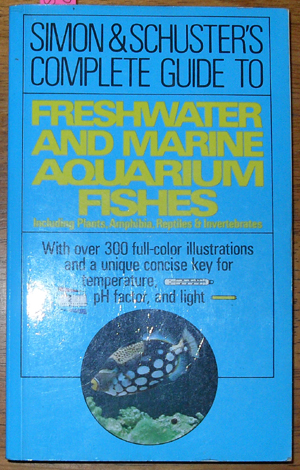 SIMON & SCHUSTER'S
COMPLETE GUIDE TO
FRESHWATER
AND MARINE
AQUARIUM
FISHES
Including Plants, Amphibia, Reptiles & Invertebrates
With over 300 full-color illustrations
and a unique concise key for
temperature,
pH factor, and light